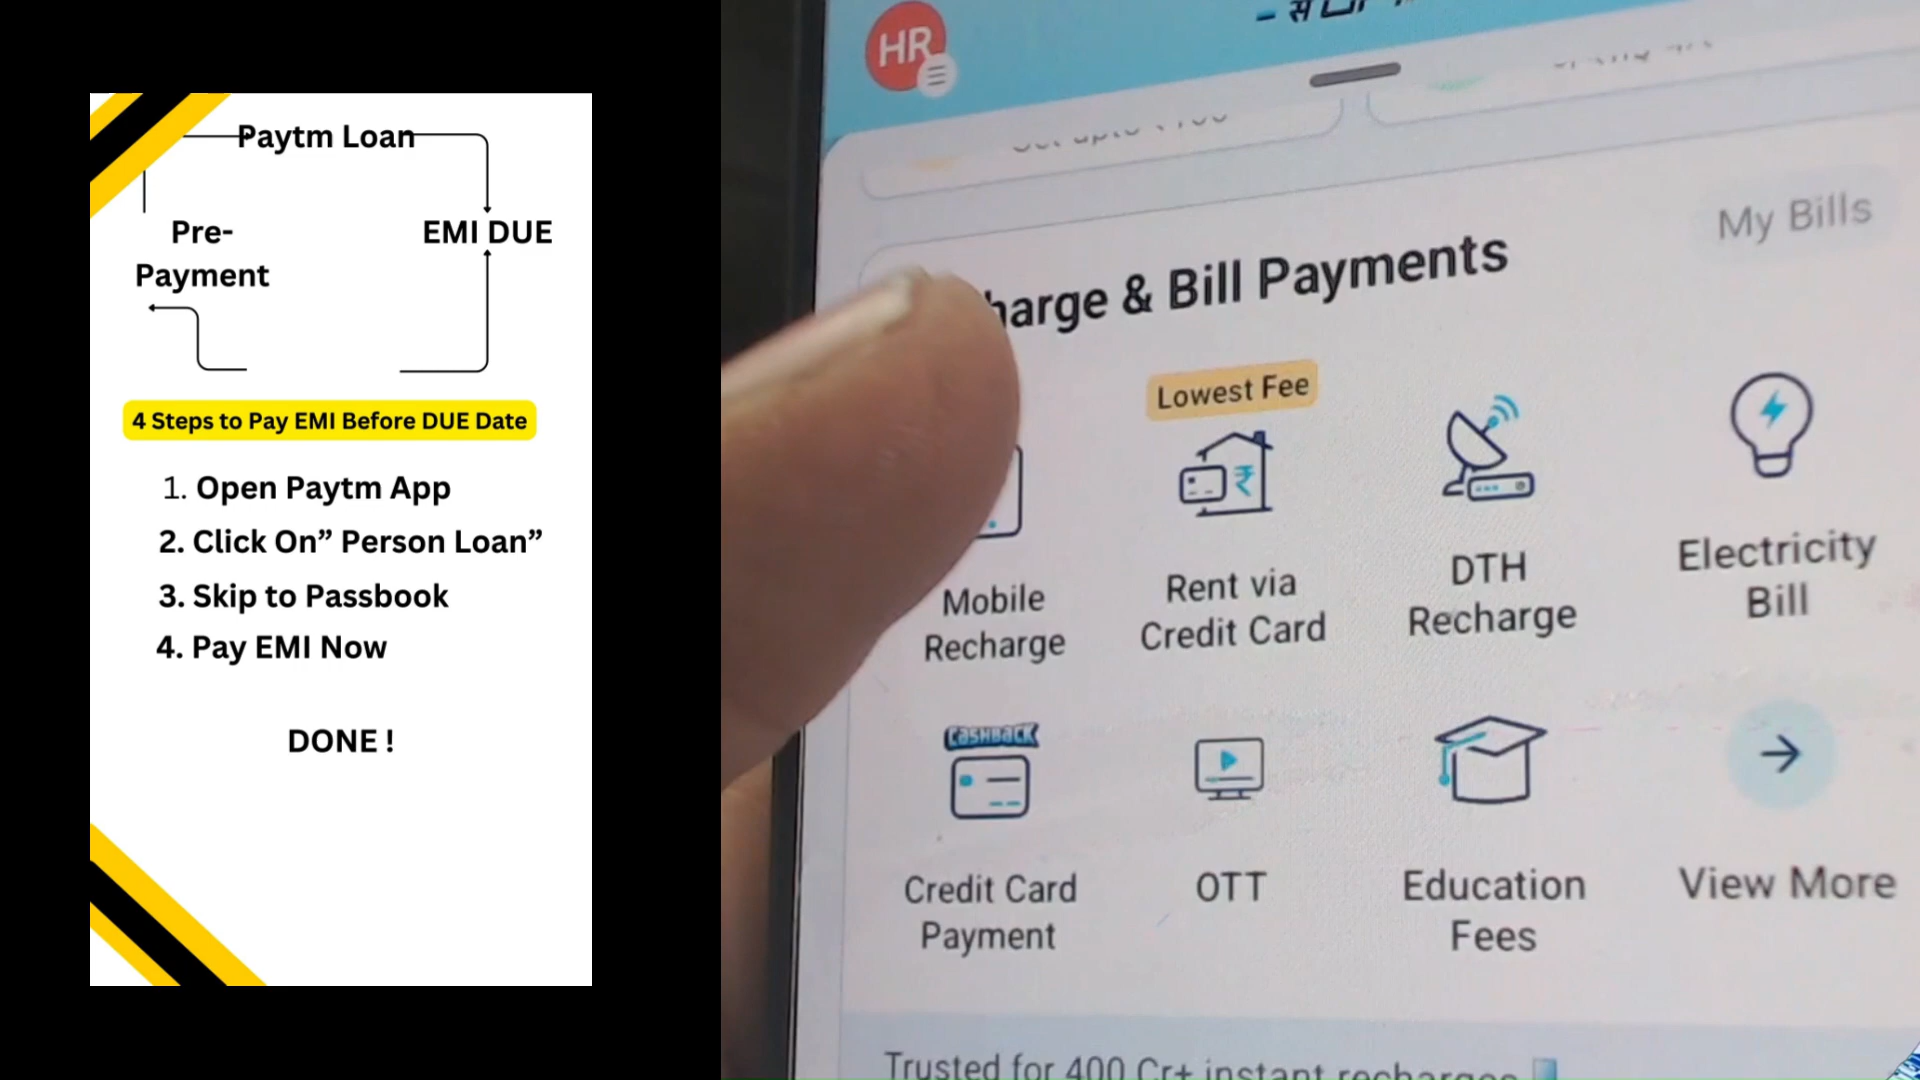 Paytm Loan
Pre-
Payment
EMI DUE
4 Steps to Pay EMI Before DUE Date
1. Open Paytm App
2. Click On” Person Loan”
3. Skip to Passbook
4. Pay EMI Now
DONE !
HR
My Bills
harge & Bill Payments
Lowest Fee
Mobile
Recharge
Rent via
Credit Card
DTH
Recharge
Electricity
Bill
CASHBACK
Credit Card
Payment
OTT
Education
Fees
View More
Trusted for 400 Cr+ instant recharges